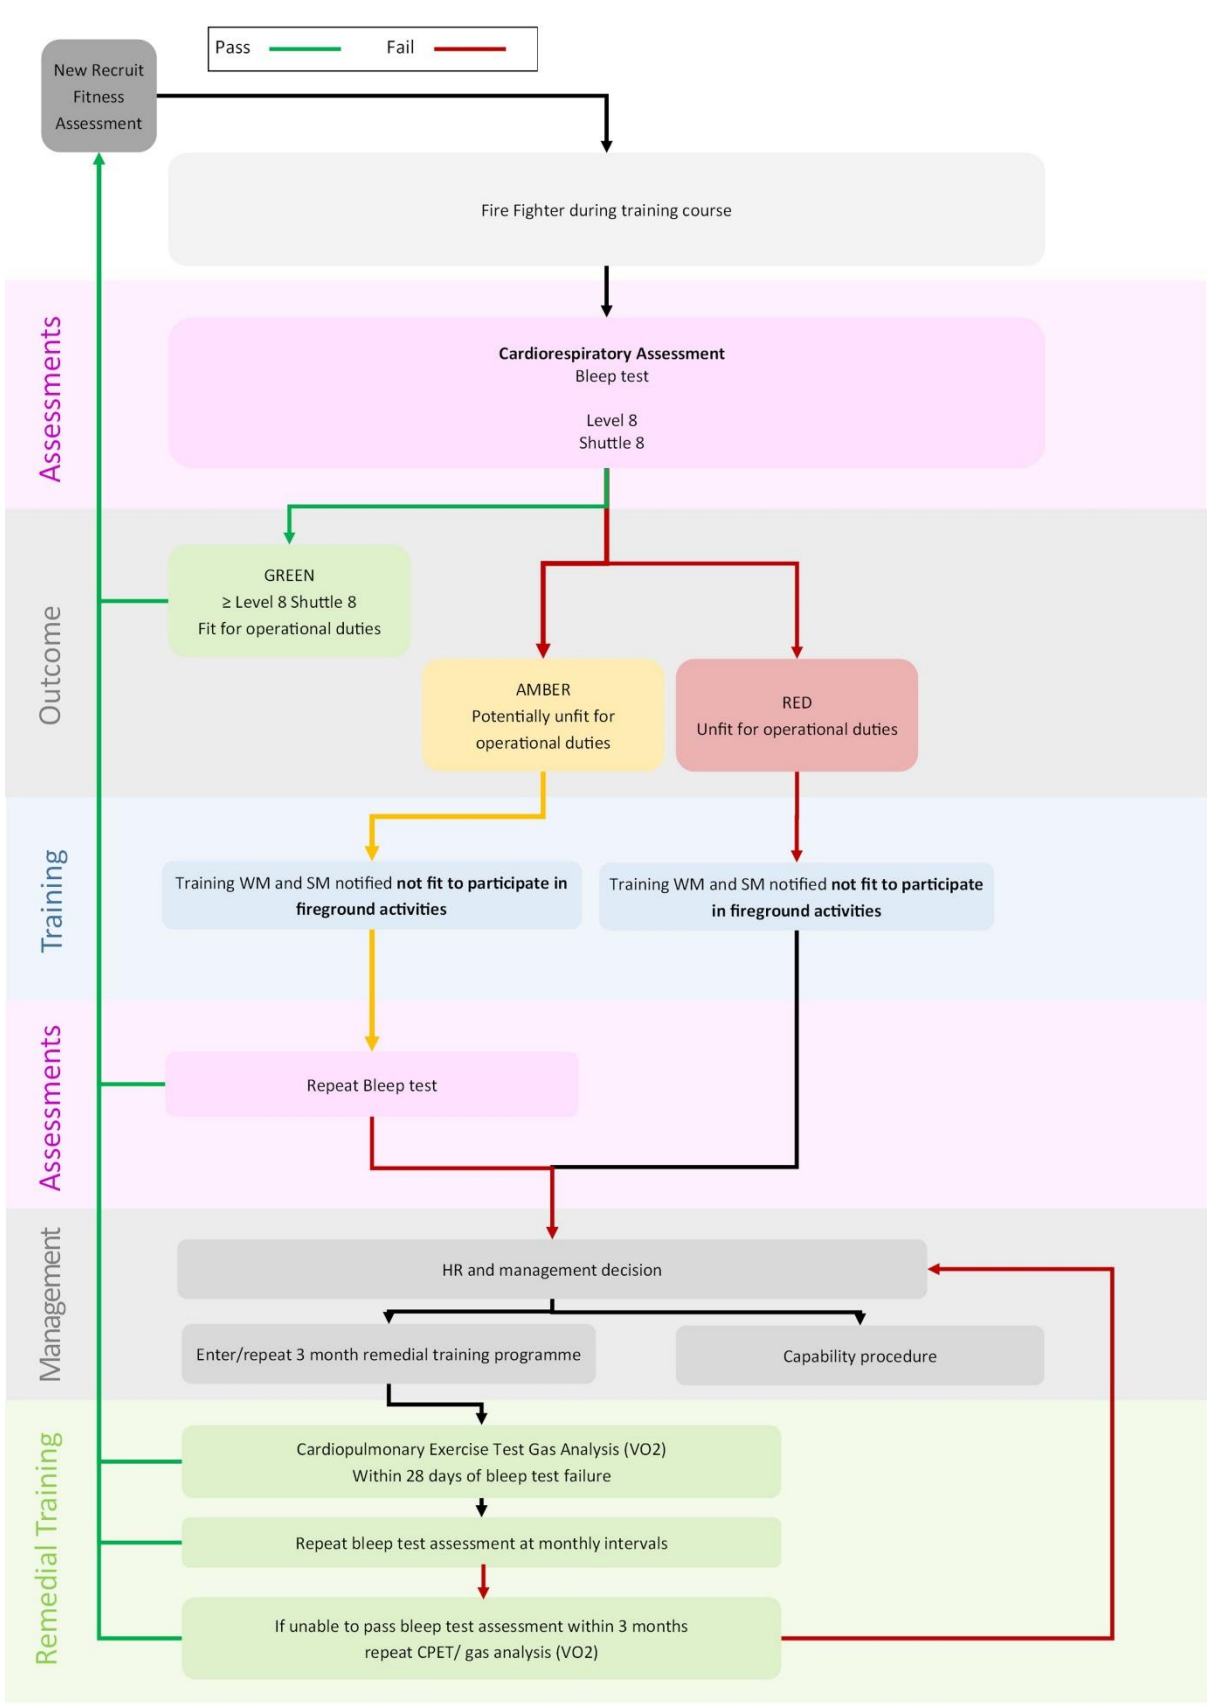 Pass
Fail
New Recruit
Fitness
Assessment
Fire Fighter during training course
Assessments
Cardiorespiratory Assessment
Bleep test
Level 8
Shuttle 8
Outcome
GREEN
≥ Level 8 Shuttle 8
Fit for operational duties
AMBER
Potentially unfit for
operational duties
RED
Unfit for operational duties
Training
Training WM and SM notified not fit to participate in
fireground activities
Training WM and SM notified not fit to participate
in fireground activities
Assessments
Repeat Bleep test
Management
HR and management decision
Enter/repeat 3 month remedial training programme
Capability procedure
Remedial Training
Cardiopulmonary Exercise Test Gas Analysis (VO2)
Within 28 days of bleep test failure
Repeat bleep test assessment at monthly intervals
If unable to pass bleep test assessment within 3 months
repeat CPET/ gas analysis (VO2)